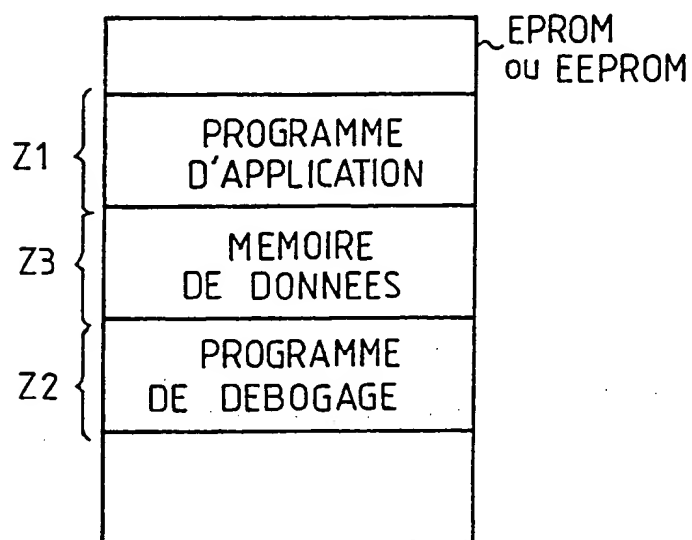 EPROM
ou EEPROM
Z1
PROGRAMME
D'APPLICATION
Z3
MEMOIRE
DE DONNEES
Z2
PROGRAMME
DE DEBOGAGE